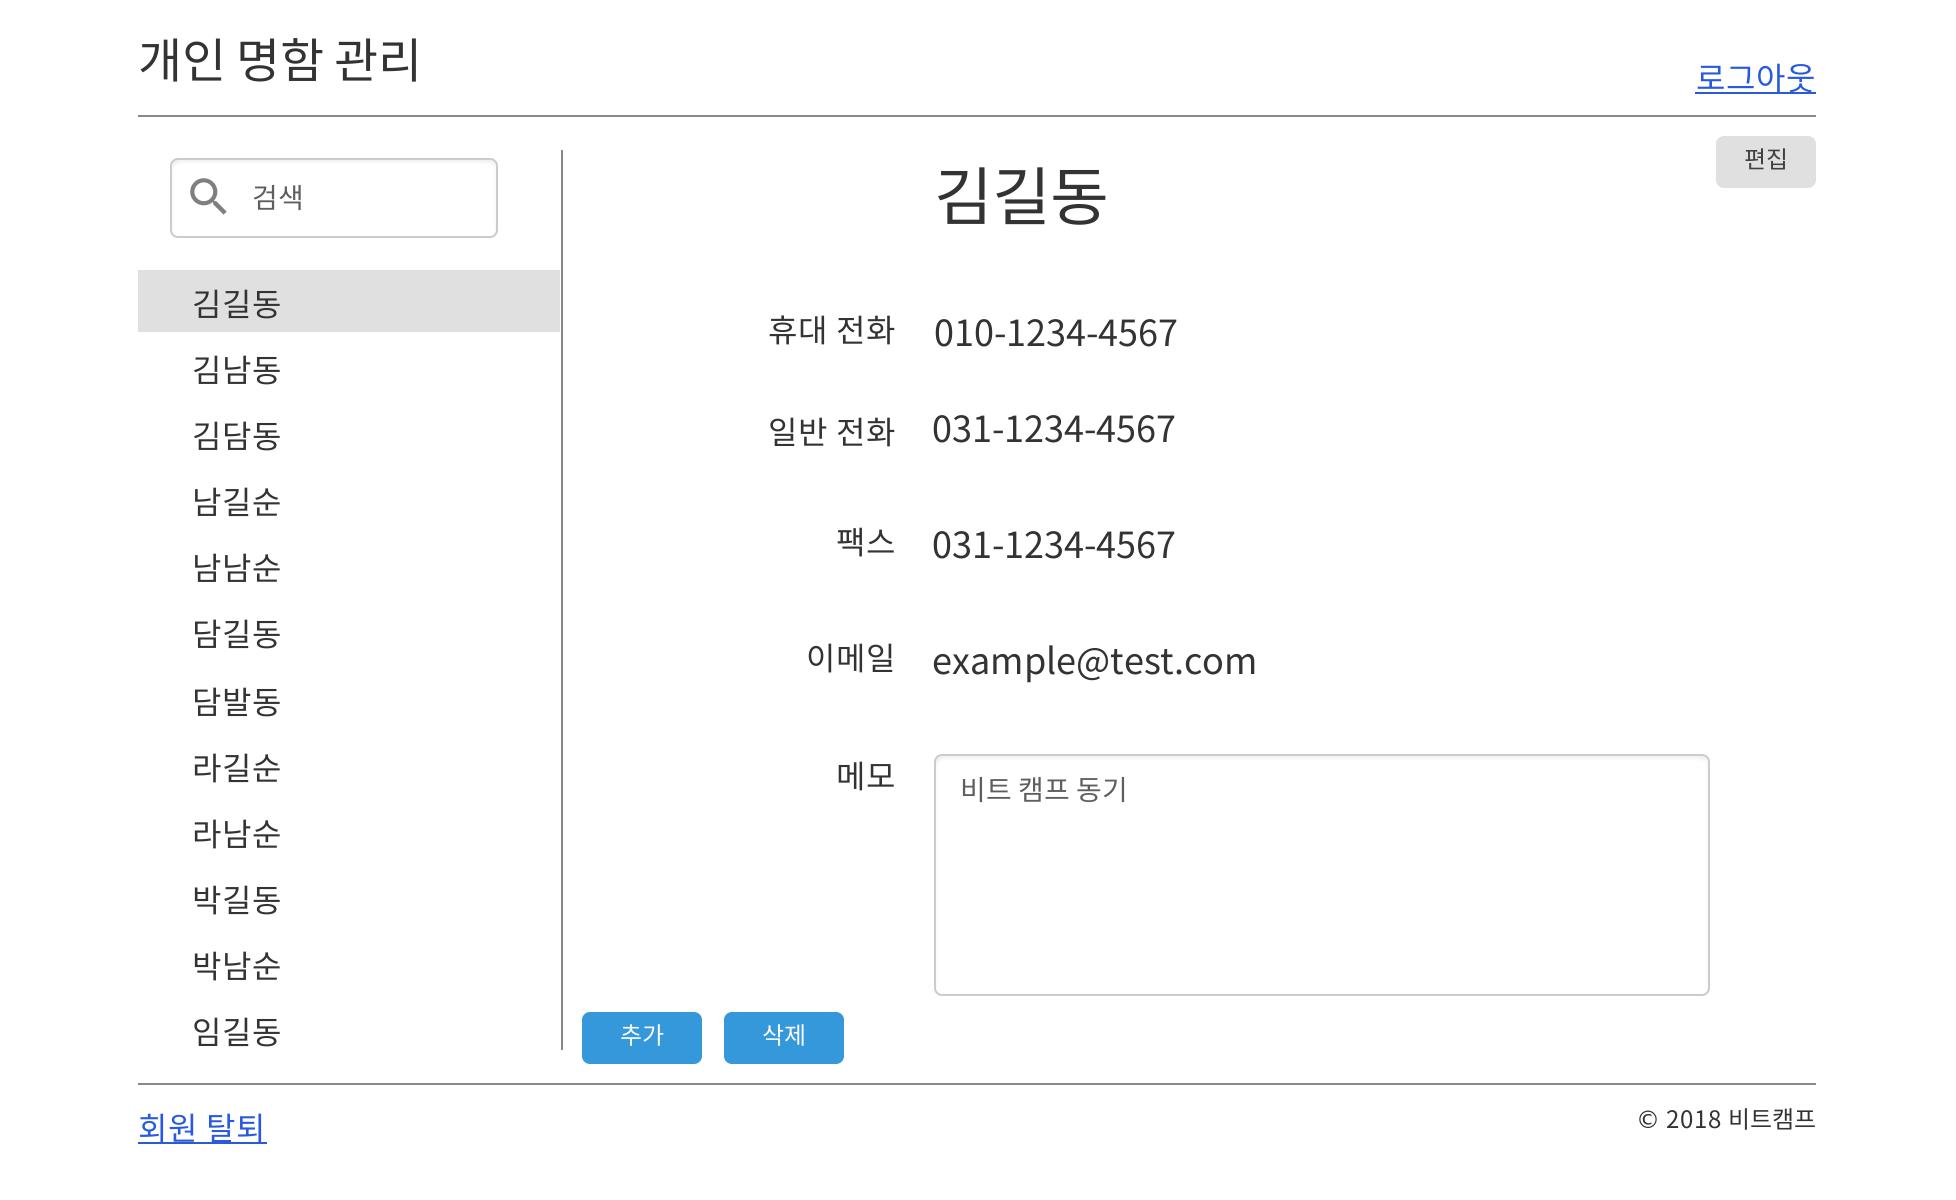 개인 명함 관리
로그아웃
검색
김길동
김남동
김담동
남길순
남남순
담길동
담발동
라길순
라남순
박길동
박남순
임길동
김길동
편집
휴대 전화 010-1234-4567
일반 전화 031-1234-4567
팩스 031-1234-4567
이메일 example@test.com
메모 비트 캠프 동기
추가 삭제
회원 탈퇴
© 2018 비트캠프